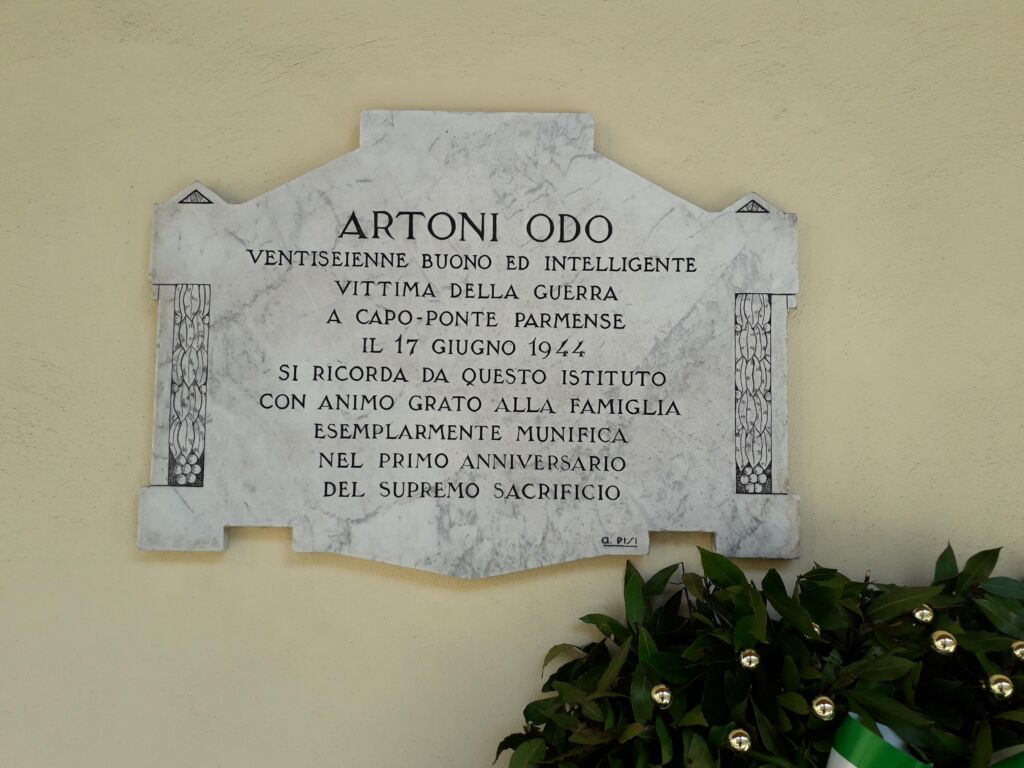 ARTONI ODO
VENTISEIENNE BUONO ED INTELLIGENTE
VITTIMA DELLA GUERRA
A CAPO-PONTE PARMENSE
IL 17 GIUGNO 1944
SI RICORDA DA QUESTO ISTITUTO
CON ANIMO GRATO ALLA FAMIGLIA
ESEMPLARMENTE MUNIFICA
NEL PRIMO ANNIVERSARIO
DEL SUPREMO SACRIFICIO
G. PISI